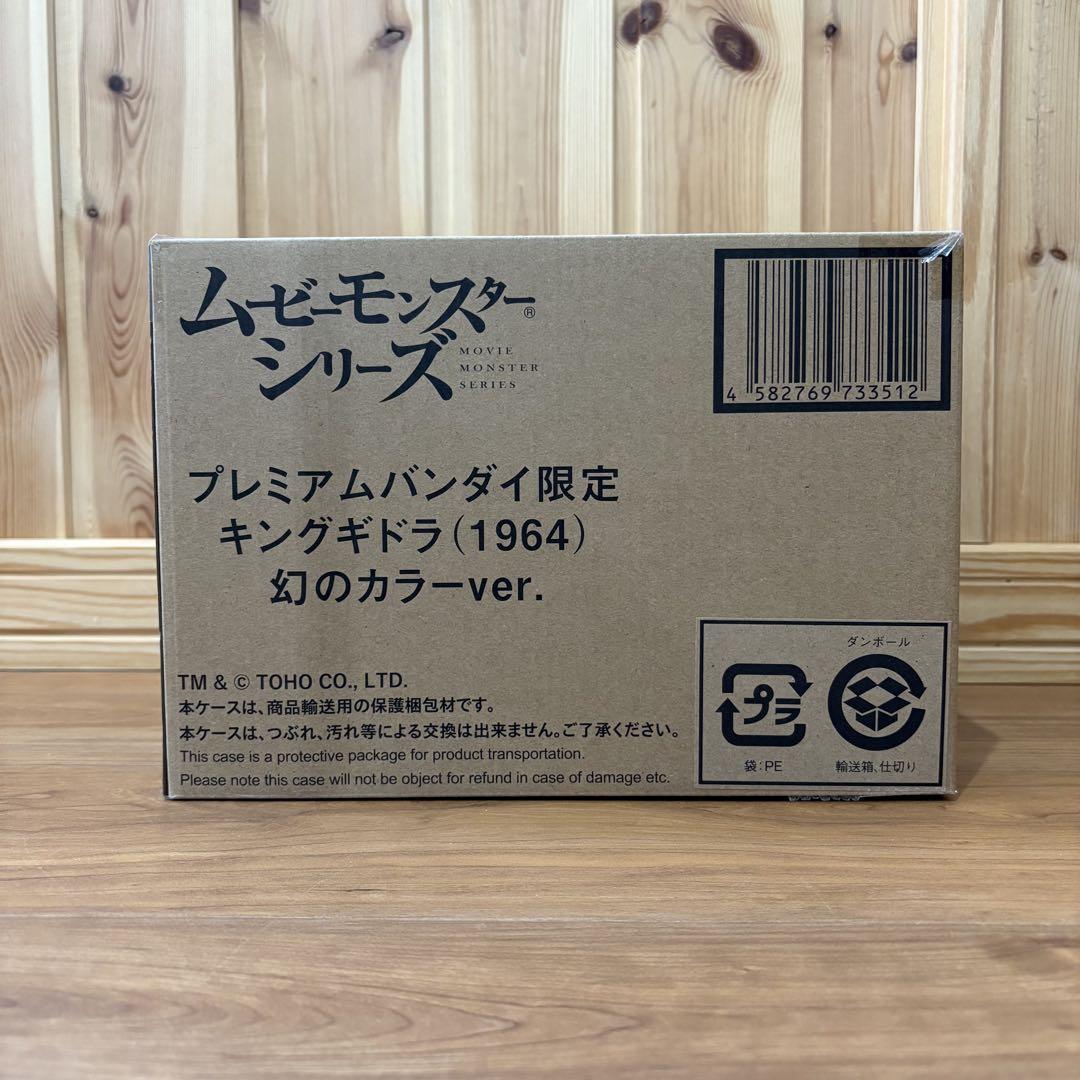 ムービーモンスター®
シリーズ
MOVIE
MONSTER
SERIES
4 582769 733512
プレミアムバンダイ限定
キングギドラ(1964)
幻のカラーver.
TM & © TOHO CO., LTD.
本ケースは、商品輸送用の保護梱包材です。
本ケースは、つぶれ、汚れ等による交換は出来ません。ご了承ください。
This case is a protective package for product transportation.
Please note this case will not be object for refund in case of damage etc.
プラ
袋:PE
ダンボール
輸送箱、仕切り